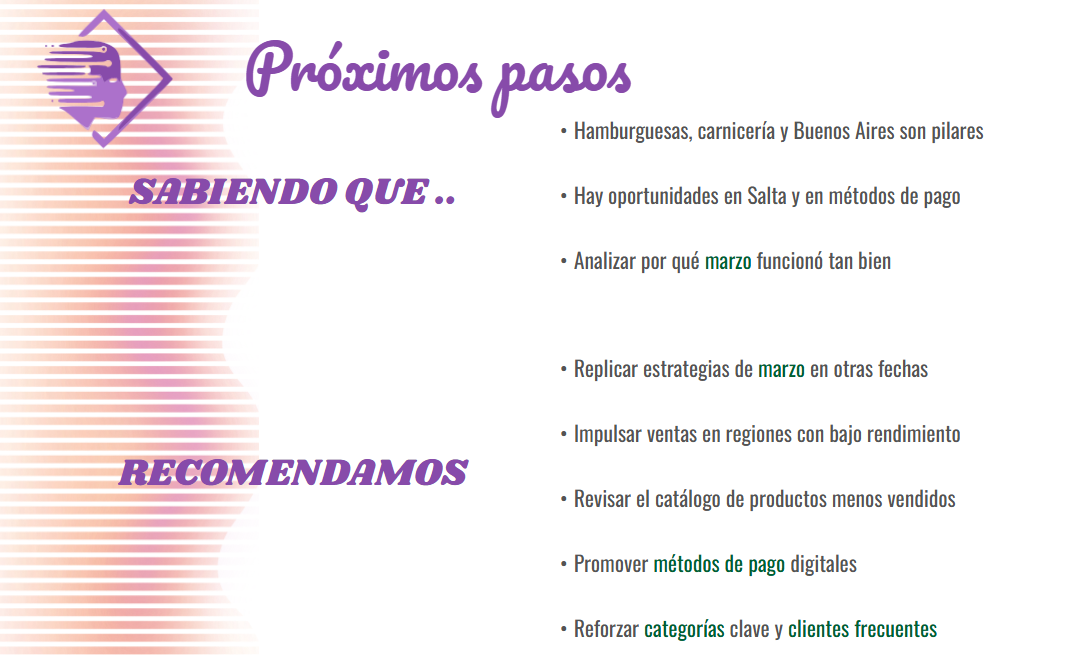 Próximos pasos
SABIENDO QUE ..
• Hamburguesas, carnicería y Buenos Aires son pilares
• Hay oportunidades en Salta y en métodos de pago
• Analizar por qué marzo funcionó tan bien
RECOMENDAMOS
• Replicar estrategias de marzo en otras fechas
• Impulsar ventas en regiones con bajo rendimiento
• Revisar el catálogo de productos menos vendidos
• Promover métodos de pago digitales
• Reforzar categorías clave y clientes frecuentes